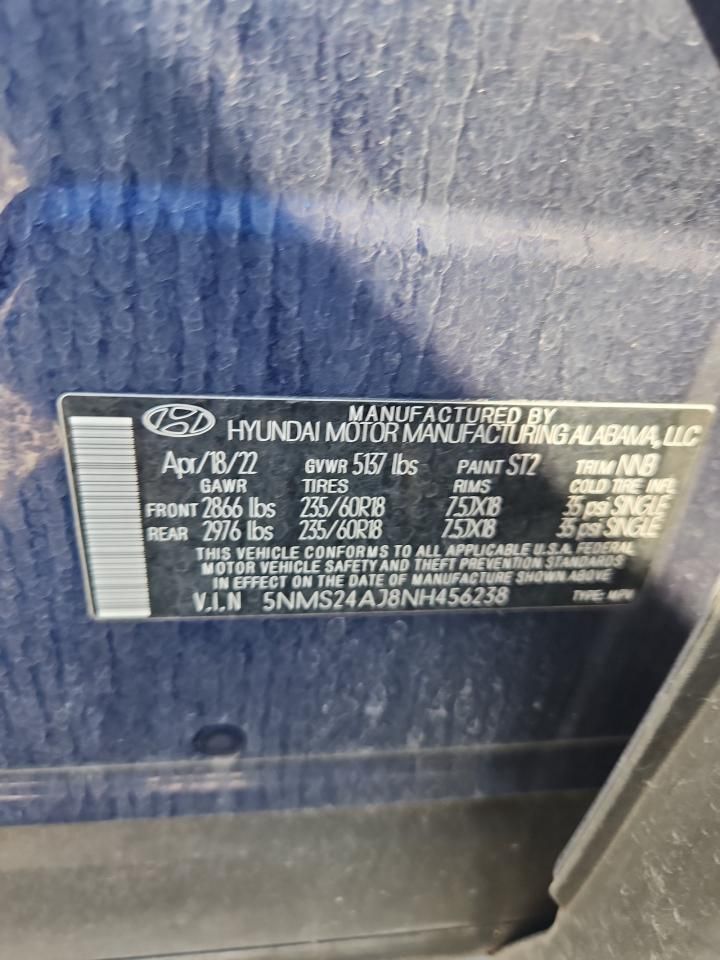 MANUFACTURED BY
HYUNDAI MOTOR MANUFACTURING ALABAMA, LLC
Apr/18/22 GVWR 5137 lbs PAINT ST2 TRIM NNB
GAWR TIRES RIMS COLD TIRE INFL
FRONT 2866 lbs 235/60R18 7.5JX18 35 psi SINGLE
REAR 2976 lbs 235/60R18 7.5JX18 35 psi SINGLE
THIS VEHICLE CONFORMS TO ALL APPLICABLE U.S.A. FEDERAL
MOTOR VEHICLE SAFETY AND THEFT PREVENTION STANDARDS
IN EFFECT ON THE DATE OF MANUFACTURE SHOWN ABOVE
V.I.N 5NMS24AJ8NH456238 TYPE: MPV